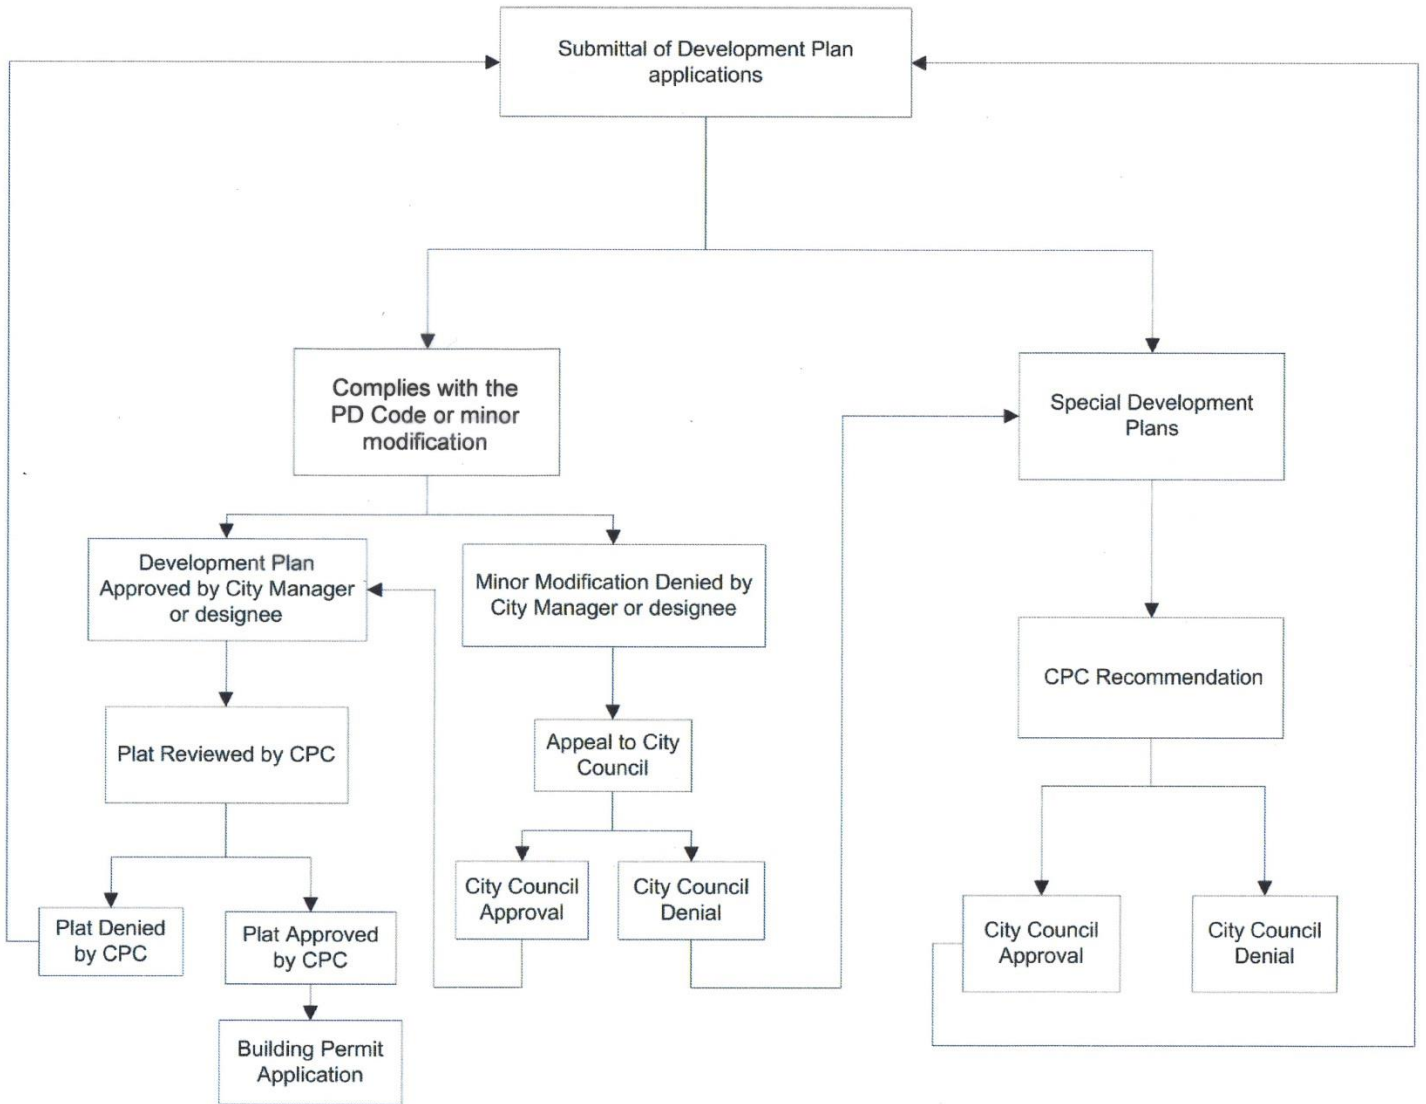 Submittal of Development Plan
applications
Complies with the
PD Code or minor
modification
Special Development
Plans
Development Plan
Approved by City Manager
or designee
Minor Modification Denied by
City Manager or designee
CPC Recommendation
Plat Reviewed by CPC
Appeal to City
Council
City Council
Approval
City Council
Denial
Plat Denied
by CPC
Plat Approved
by CPC
City Council
Approval
City Council
Denial
Building Permit
Application